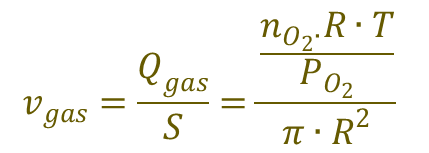 v_gas = Q_gas / S = (n_O₂ . R · T / P_O₂) / (π · R²)